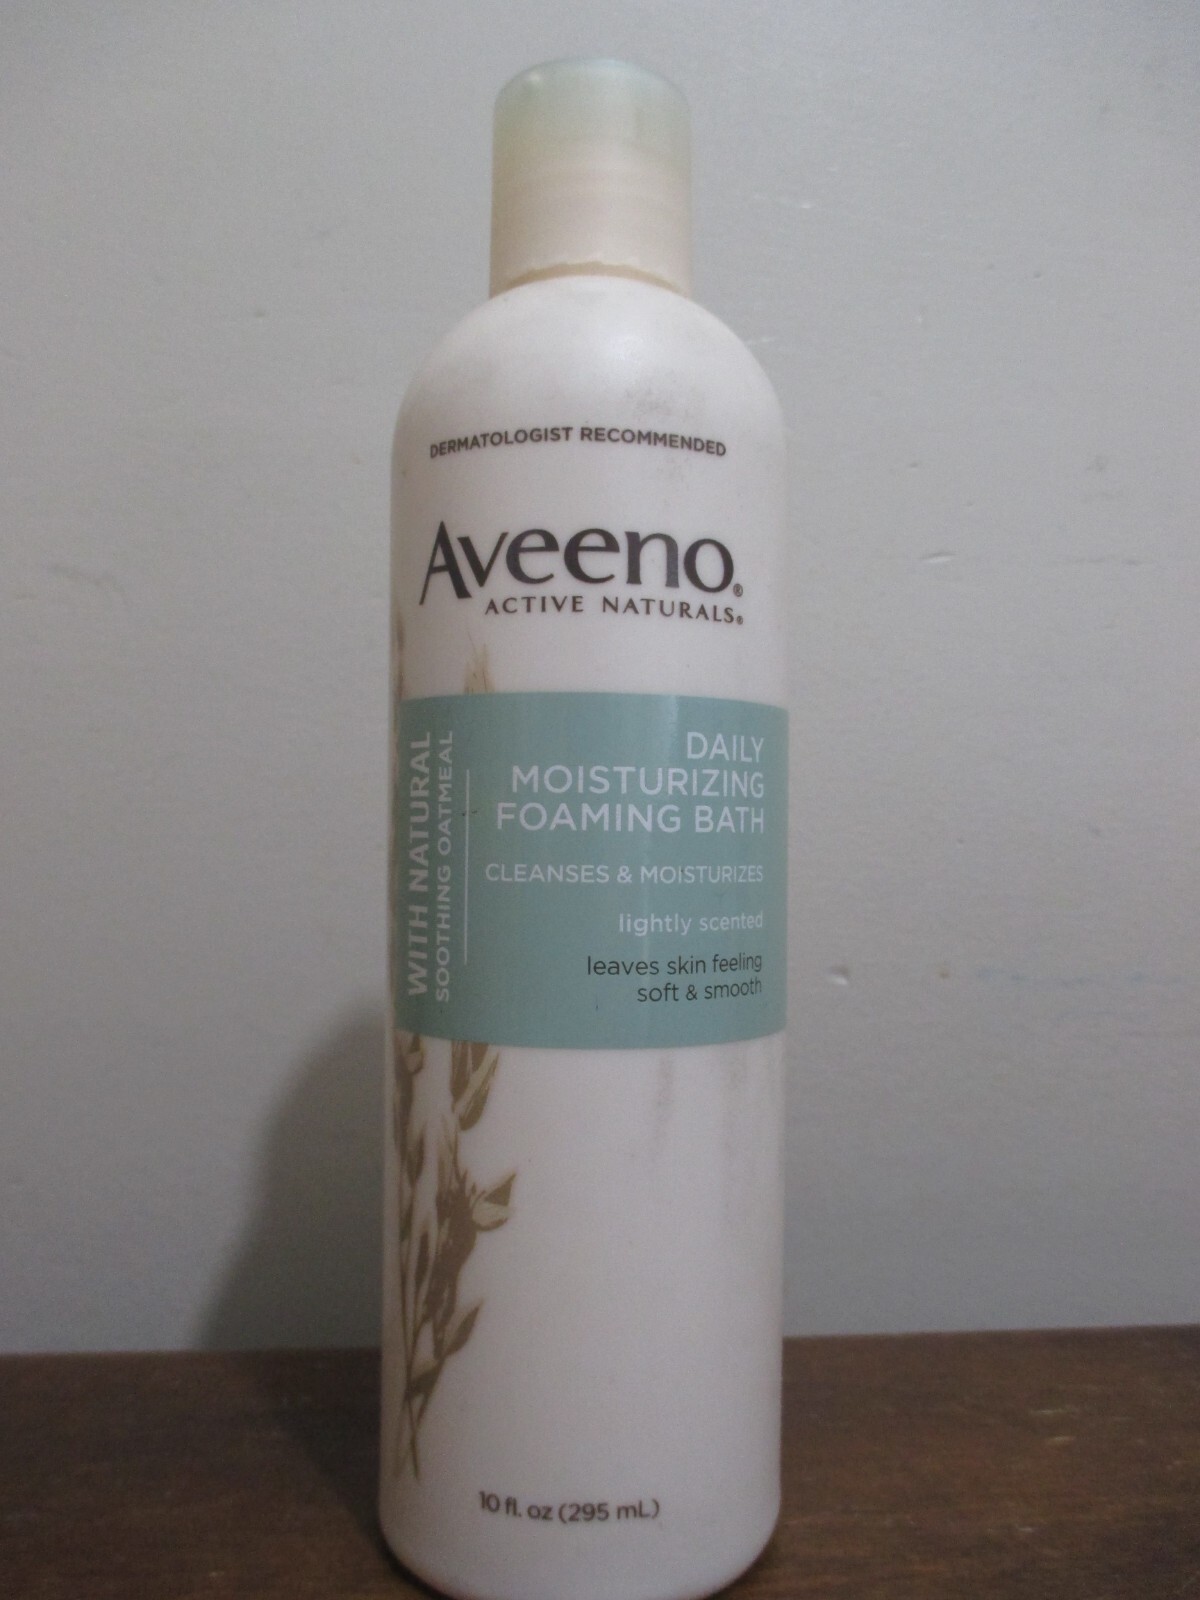 DERMATOLOGIST RECOMMENDED
Aveeno®
ACTIVE NATURALS®
WITH NATURAL
SOOTHING OATMEAL
DAILY
MOISTURIZING
FOAMING BATH
CLEANSES & MOISTURIZES
lightly scented
leaves skin feeling
soft & smooth
10 fl. oz (295 mL)